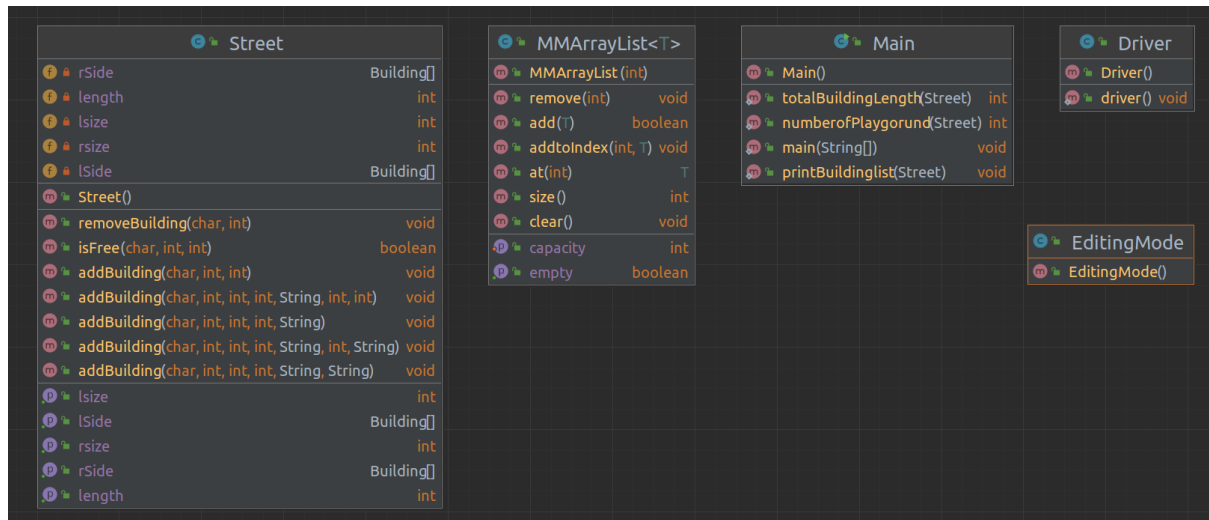 Street
rSide Building[]
length int
lsize int
rsize int
lSide Building[]
Street()
removeBuilding(char, int) void
isFree(char, int, int) boolean
addBuilding(char, int, int) void
addBuilding(char, int, int, int, String, int, int) void
addBuilding(char, int, int, int, String) void
addBuilding(char, int, int, int, String, int, String) void
addBuilding(char, int, int, int, String, String) void
lsize int
lSide Building[]
rsize int
rSide Building[]
length int
MMArrayList<T>
MMArrayList(int)
remove(int) void
add(T) boolean
addtoIndex(int, T) void
at(int) T
size() int
clear() void
capacity int
empty boolean
Main
Main()
totalBuildingLength(Street) int
numberofPlaygorund(Street) int
main(String[]) void
printBuildinglist(Street) void
Driver
Driver()
driver() void
EditingMode
EditingMode()